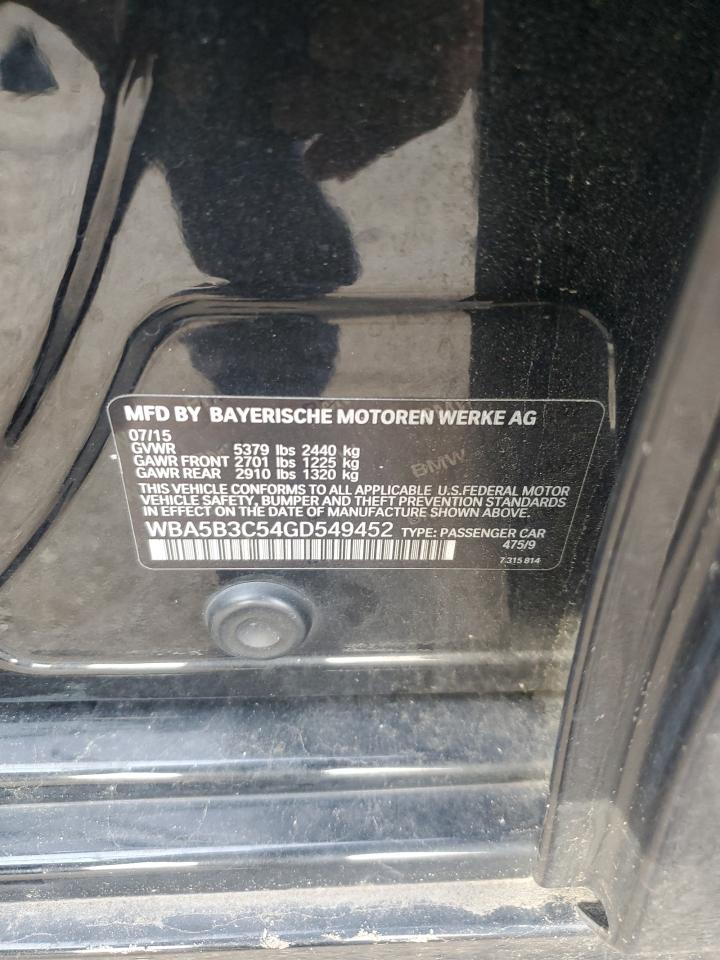 MFD BY BAYERISCHE MOTOREN WERKE AG
07/15
GVWR 5379 lbs 2440 kg
GAWR FRONT 2701 lbs 1225 kg
GAWR REAR 2910 lbs 1320 kg
BMW
THIS VEHICLE CONFORMS TO ALL APPLICABLE U.S.FEDERAL MOTOR
VEHICLE SAFETY, BUMPER AND THEFT PREVENTION STANDARDS
IN EFFECT ON THE DATE OF MANUFACTURE SHOWN ABOVE.
WBA5B3C54GD549452 TYPE: PASSENGER CAR
475/9
7 315 814